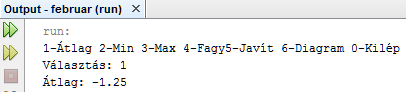 Output - februar (run)
run:
1-Átlag 2-Min 3-Max 4-Fagy5-Javít 6-Diagram 0-Kilép
Választás: 1
Átlag: -1.25